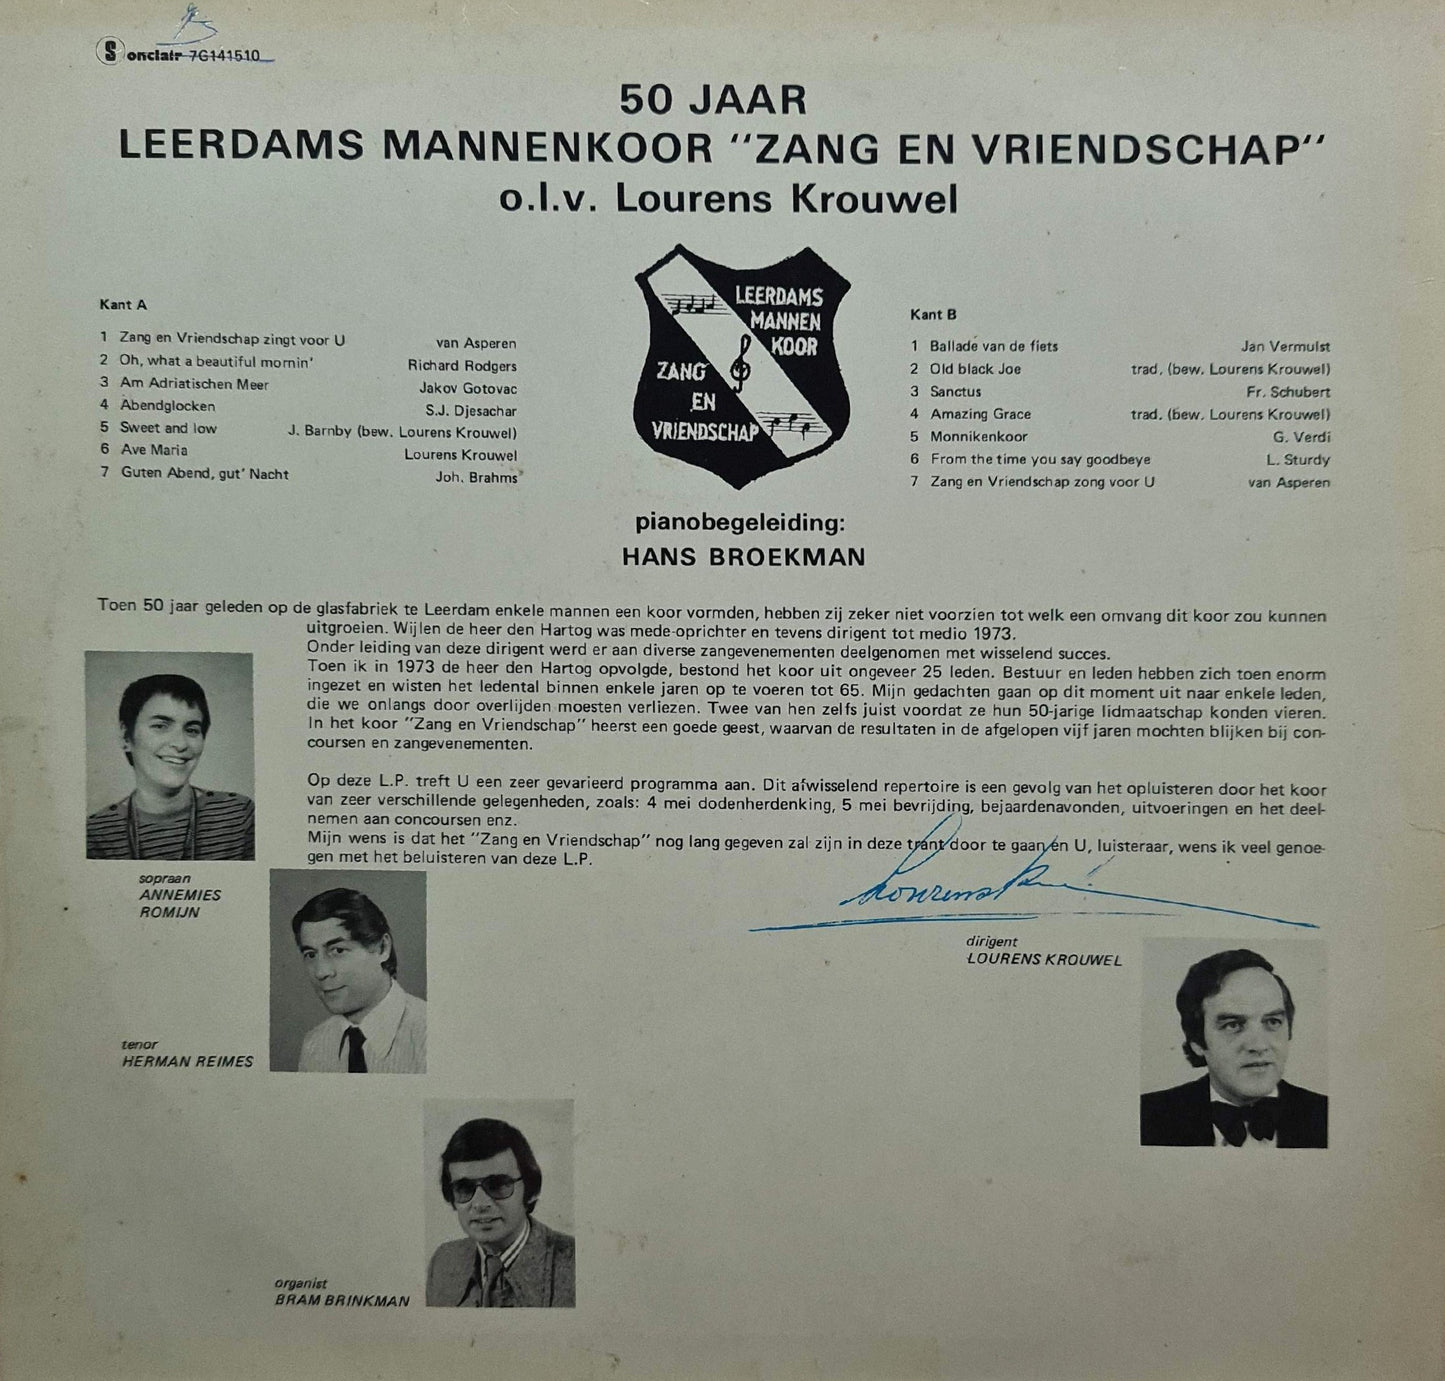 Sonclair 7G141510
50 JAAR
LEERDAMS MANNENKOOR "ZANG EN VRIENDSCHAP"
o.l.v. Lourens Krouwel
Kant A
1 Zang en Vriendschap zingt voor U van Asperen
2 Oh, what a beautiful mornin' Richard Rodgers
3 Am Adriatischen Meer Jakov Gotovac
4 Abendglocken S.J. Djesachar
5 Sweet and low J. Barnby (bew. Lourens Krouwel)
6 Ave Maria Lourens Krouwel
7 Guten Abend, gut' Nacht Joh. Brahms
LEERDAMS
MANNEN
KOOR
ZANG
EN
VRIENDSCHAP
Kant B
1 Ballade van de fiets Jan Vermulst
2 Old black Joe trad. (bew. Lourens Krouwel)
3 Sanctus Fr. Schubert
4 Amazing Grace trad. (bew. Lourens Krouwel)
5 Monnikenkoor G. Verdi
6 From the time you say goodbeye L. Sturdy
7 Zang en Vriendschap zong voor U van Asperen
pianobegeleiding:
HANS BROEKMAN
Toen 50 jaar geleden op de glasfabriek te Leerdam enkele mannen een koor vormden, hebben zij zeker niet voorzien tot welk een omvang dit koor zou kunnen
uitgroeien. Wijlen de heer den Hartog was mede-oprichter en tevens dirigent tot medio 1973.
Onder leiding van deze dirigent werd er aan diverse zangevenementen deelgenomen met wisselend succes.
Toen ik in 1973 de heer den Hartog opvolgde, bestond het koor uit ongeveer 25 leden. Bestuur en leden hebben zich toen enorm
ingezet en wisten het ledental binnen enkele jaren op te voeren tot 65. Mijn gedachten gaan op dit moment uit naar enkele leden,
die we onlangs door overlijden moesten verliezen. Twee van hen zelfs juist voordat ze hun 50-jarige lidmaatschap konden vieren.
In het koor "Zang en Vriendschap" heerst een goede geest, waarvan de resultaten in de afgelopen vijf jaren mochten blijken bij con-
coursen en zangevenementen.
Op deze L.P. treft U een zeer gevarieerd programma aan. Dit afwisselend repertoire is een gevolg van het opluisteren door het koor
van zeer verschillende gelegenheden, zoals: 4 mei dodenherdenking, 5 mei bevrijding, bejaardenavonden, uitvoeringen en het deel-
nemen aan concoursen enz.
Mijn wens is dat het "Zang en Vriendschap" nog lang gegeven zal zijn in deze trant door te gaan en U, luisteraar, wens ik veel genoe-
gen met het beluisteren van deze L.P.
sopraan
ANNEMIES
ROMIJN
Lourens
dirigent
LOURENS KROUWEL
tenor
HERMAN REIMES
organist
BRAM BRINKMAN